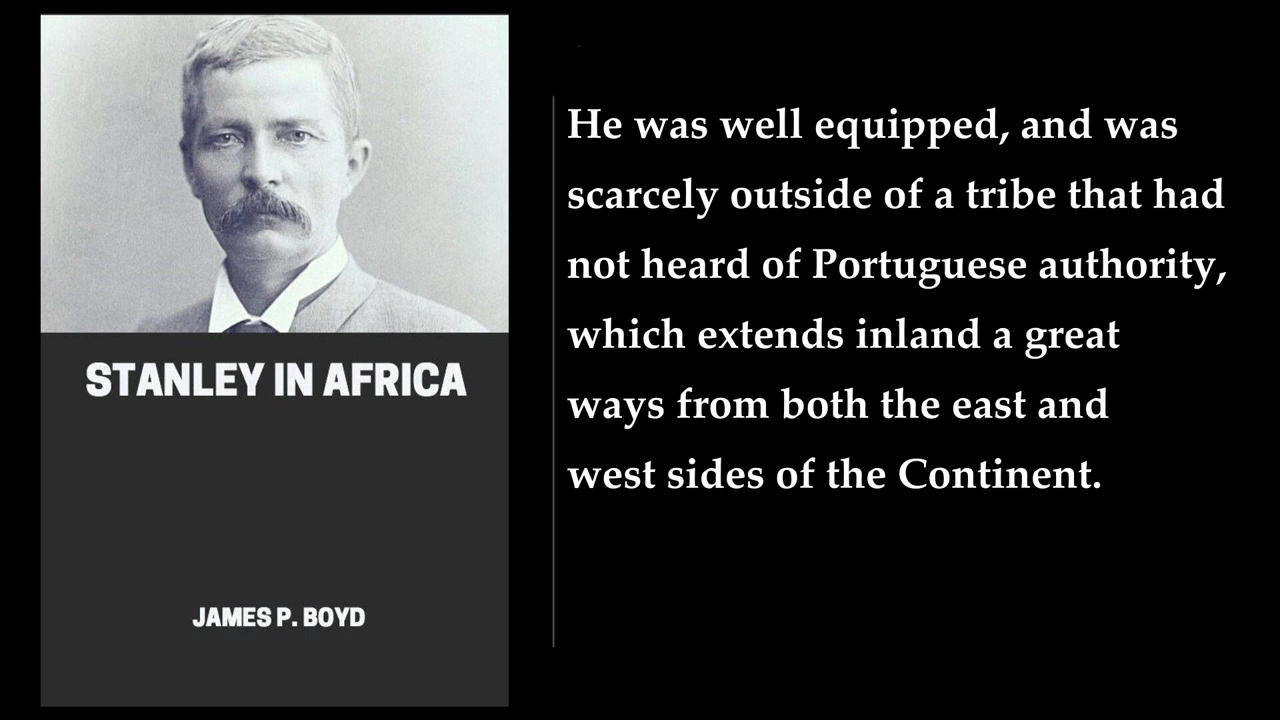 STANLEY IN AFRICA
JAMES P. BOYD
He was well equipped, and was
scarcely outside of a tribe that had
not heard of Portuguese authority,
which extends inland a great
ways from both the east and
west sides of the Continent.